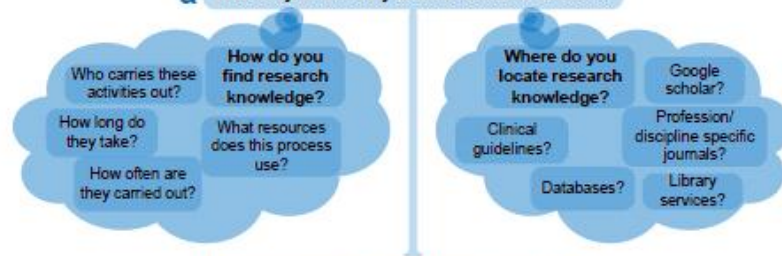 How do you
find research
knowledge?
Who carries these
activities out?
How long do
they take?
What resources
does this process
use?
How often are
they carried out?
Where do you
locate research
knowledge?
Google
scholar?
Clinical
guidelines?
Profession/
discipline specific
journals?
Databases?
Library
services?